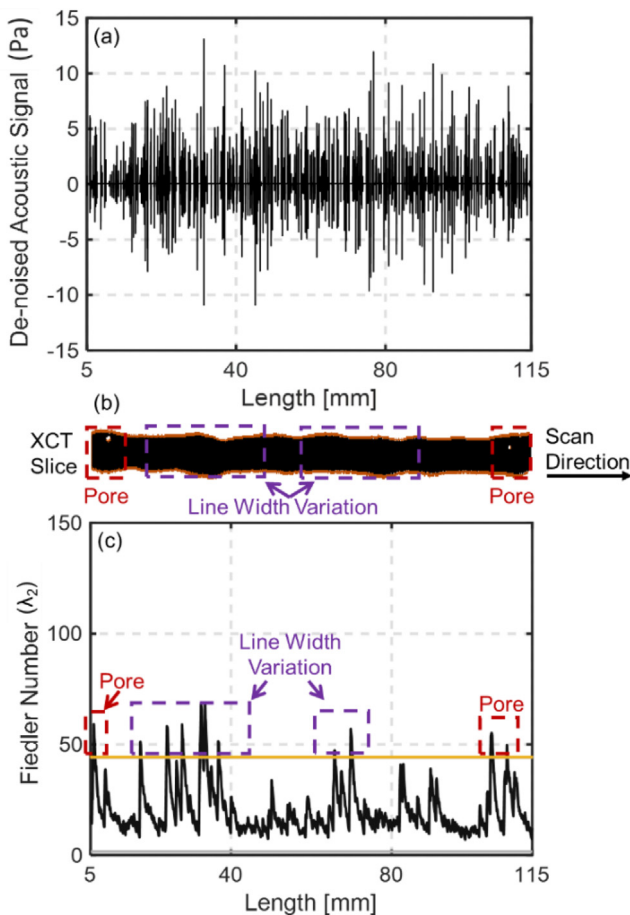 (a)
De-noised Acoustic Signal (Pa)
15
10
5
0
-5
-10
-15
5 40 80 115
Length [mm]
(b)
XCT
Slice
Scan
Direction
Pore
Line Width Variation
Pore
(c)
Fiedler Number (λ₂)
150
100
50
0
Line Width
Variation
Pore
Pore
5 40 80 115
Length [mm]